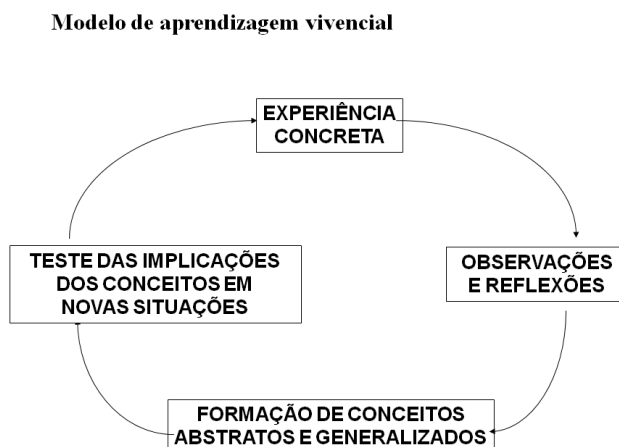 Modelo de aprendizagem vivencial
EXPERIÊNCIA
CONCRETA
OBSERVAÇÕES
E REFLEXÕES
FORMAÇÃO DE CONCEITOS
ABSTRATOS E GENERALIZADOS
TESTE DAS IMPLICAÇÕES
DOS CONCEITOS EM
NOVAS SITUAÇÕES